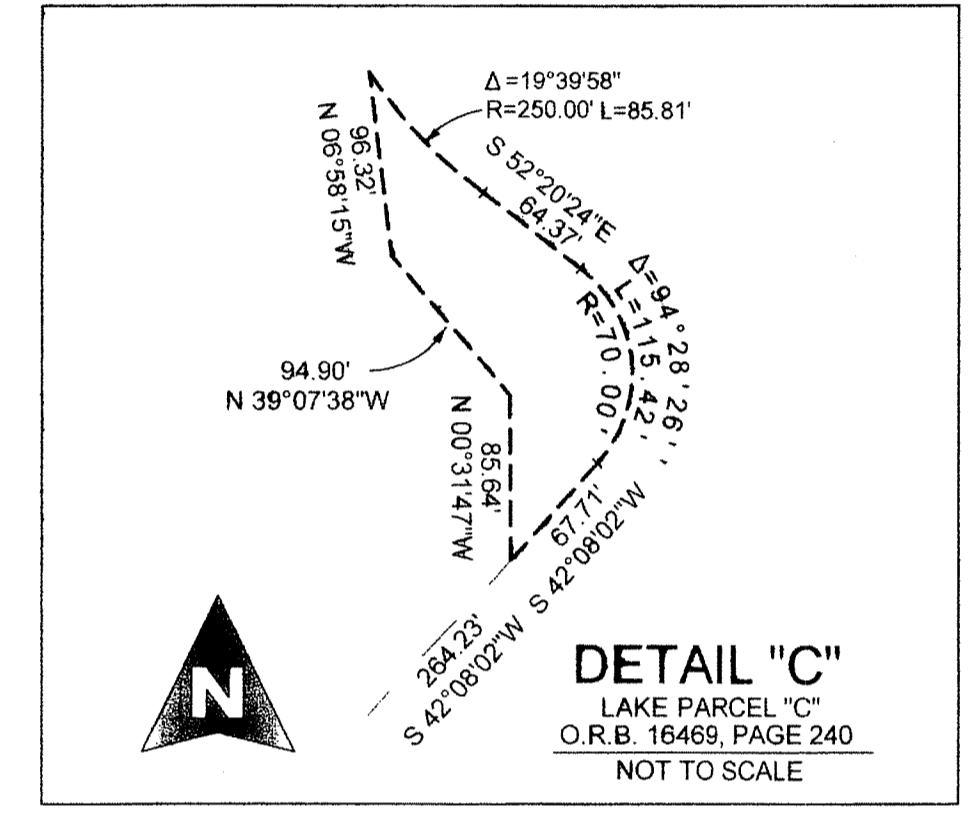 Δ=19°39'58"
R=250.00' L=85.81'
S 52°20'24"E
64.37'
Δ=94°28'26''
L=115.42'
R=70.00'
96.32'
N 06°58'15"W
94.90'
N 39°07'38"W
85.64'
N 00°31'47"W
67.71'
S 42°08'02"W
264.23'
S 42°08'02"W
N
DETAIL "C"
LAKE PARCEL "C"
O.R.B. 16469, PAGE 240
NOT TO SCALE